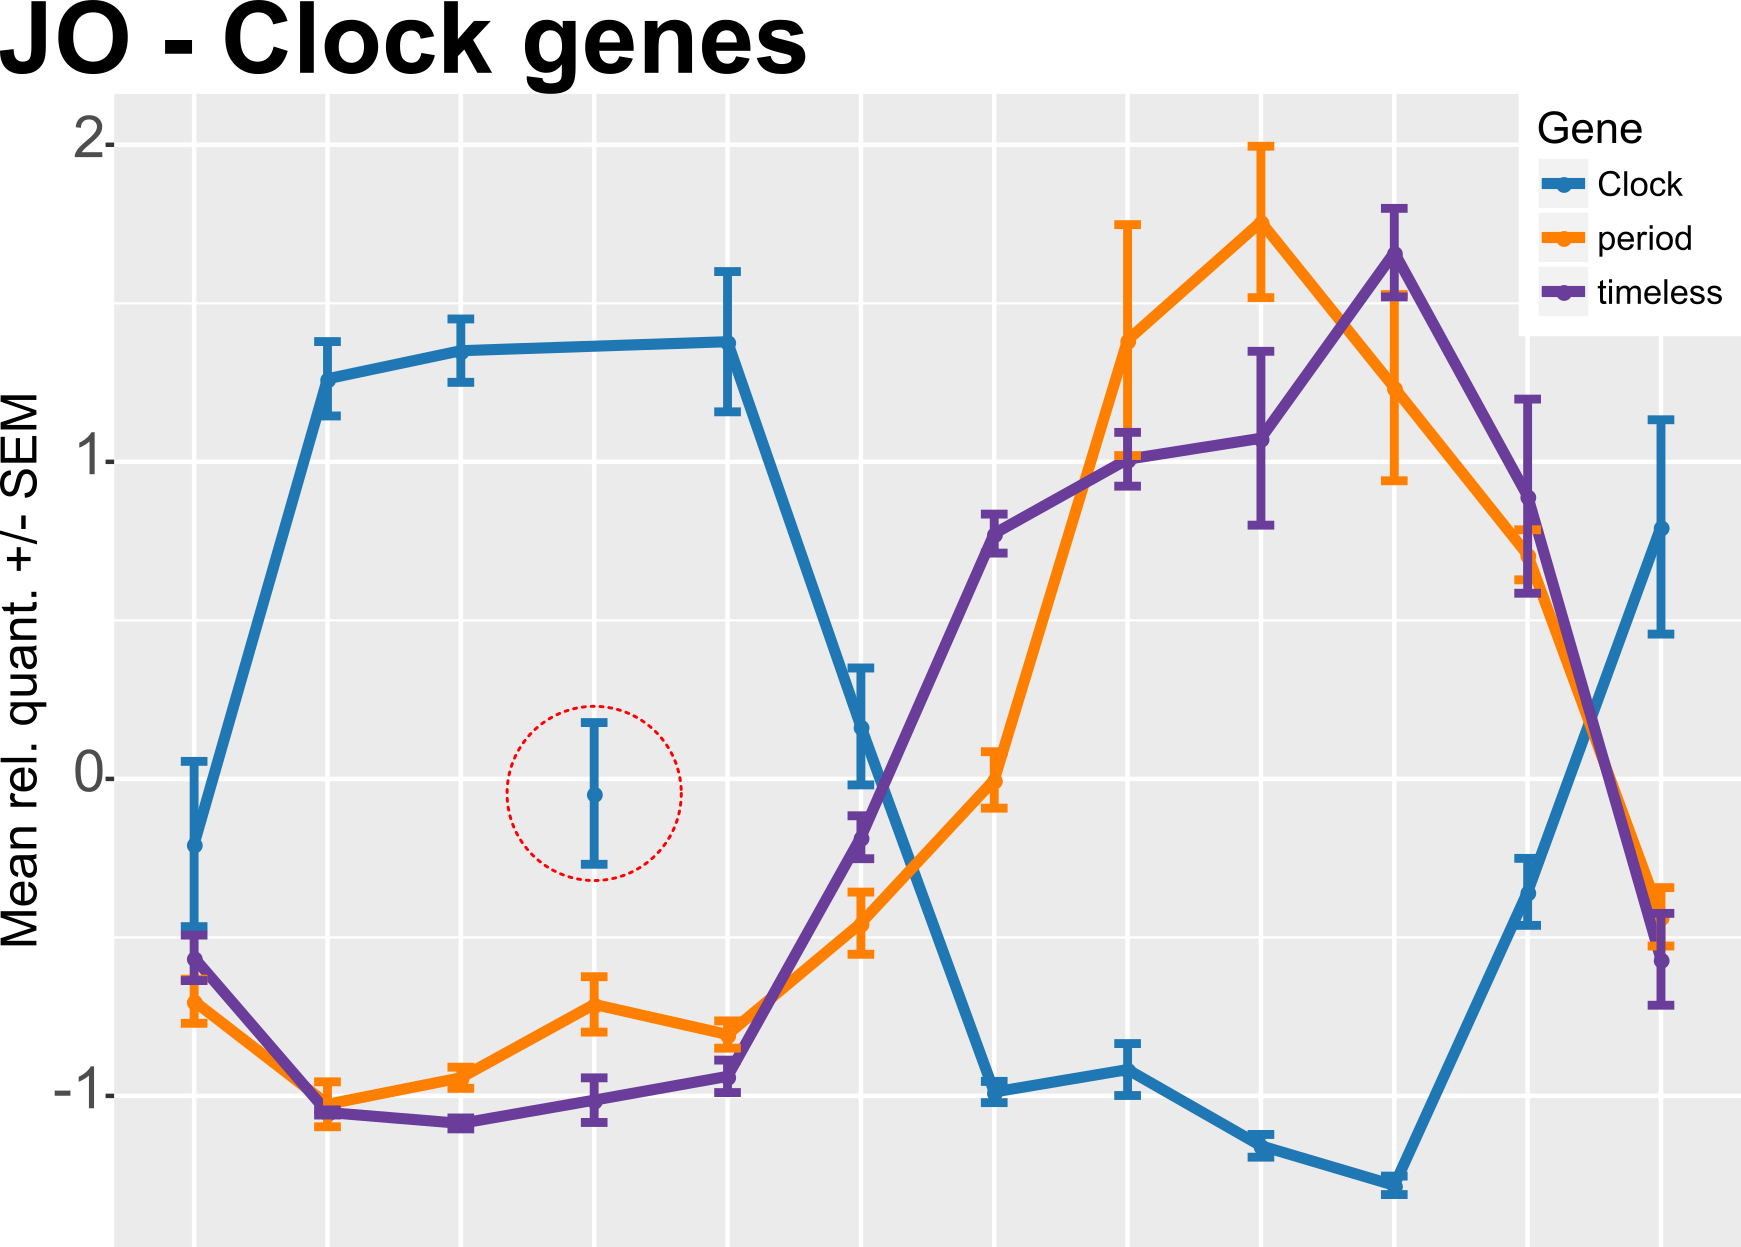 JO - Clock genes
Mean rel. quant. +/- SEM
2
1
0
-1
Gene
Clock
period
timeless